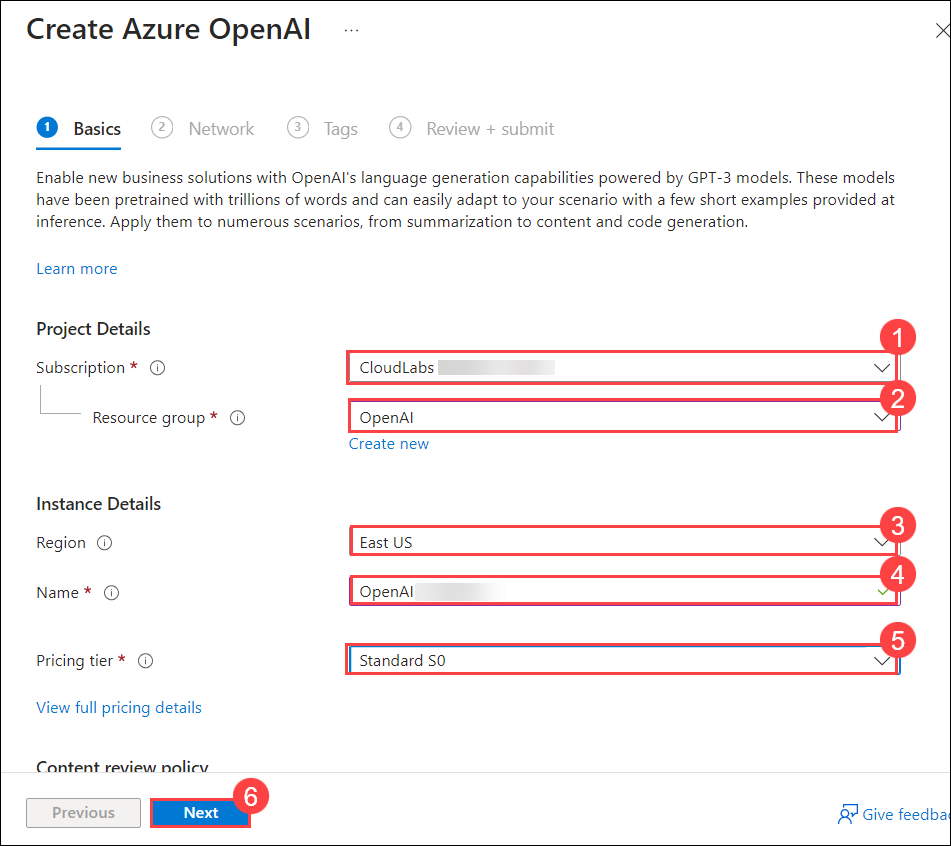 Create Azure OpenAI ...
1 Basics 2 Network 3 Tags 4 Review + submit
Enable new business solutions with OpenAI's language generation capabilities powered by GPT-3 models. These models
have been pretrained with trillions of words and can easily adapt to your scenario with a few short examples provided at
inference. Apply them to numerous scenarios, from summarization to content and code generation.
Learn more
Project Details
1
Subscription * CloudLabs
2
Resource group * OpenAI
Create new
Instance Details
3
Region East US
4
Name * OpenAI
5
Pricing tier * Standard S0
View full pricing details
Content review policy
6
Previous Next Give feedba